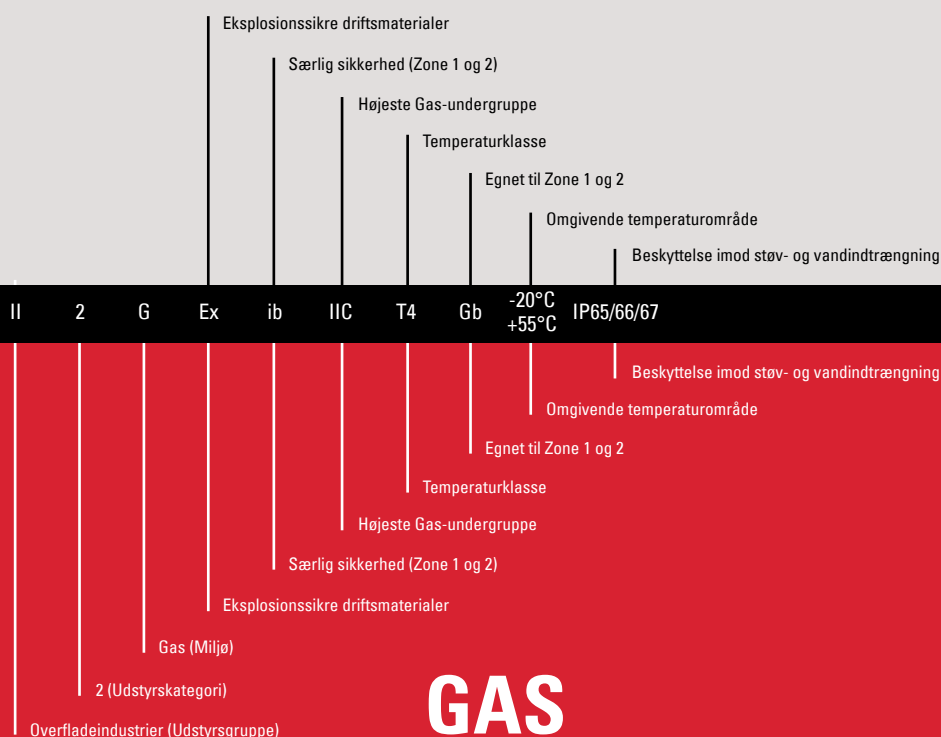 Eksplosionssikre driftsmaterialer
Særlig sikkerhed (Zone 1 og 2)
Højeste Gas-undergruppe
Temperaturklasse
Egnet til Zone 1 og 2
Omgivende temperaturområde
Beskyttelse imod støv- og vandindtrængning
II 2 G Ex ib IIC T4 Gb -20°C +55°C IP65/66/67
Beskyttelse imod støv- og vandindtrængning
Omgivende temperaturområde
Egnet til Zone 1 og 2
Temperaturklasse
Højeste Gas-undergruppe
Særlig sikkerhed (Zone 1 og 2)
Eksplosionssikre driftsmaterialer
Gas (Miljø)
2 (Udstyrskategori)
Overfladeindustrier (Udstyrsgruppe)
GAS